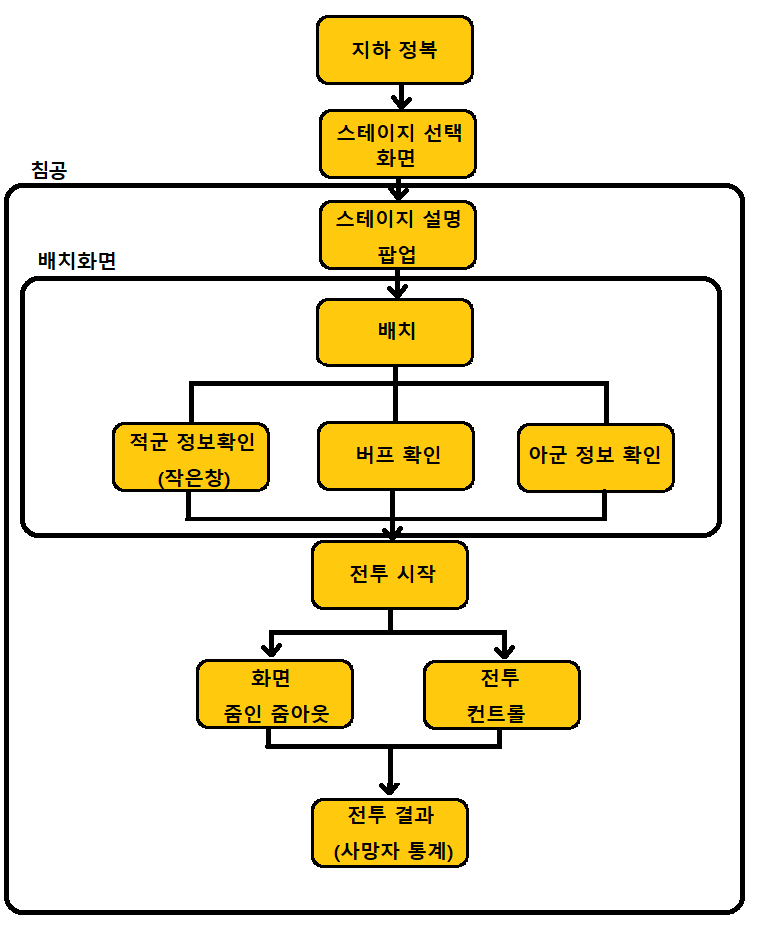 지하 정복
스테이지 선택
화면
침공
스테이지 설명
팝업
배치화면
배치
적군 정보확인
(작은창)
버프 확인
아군 정보 확인
전투 시작
화면
줌인 줌아웃
전투
컨트롤
전투 결과
(사망자 통계)